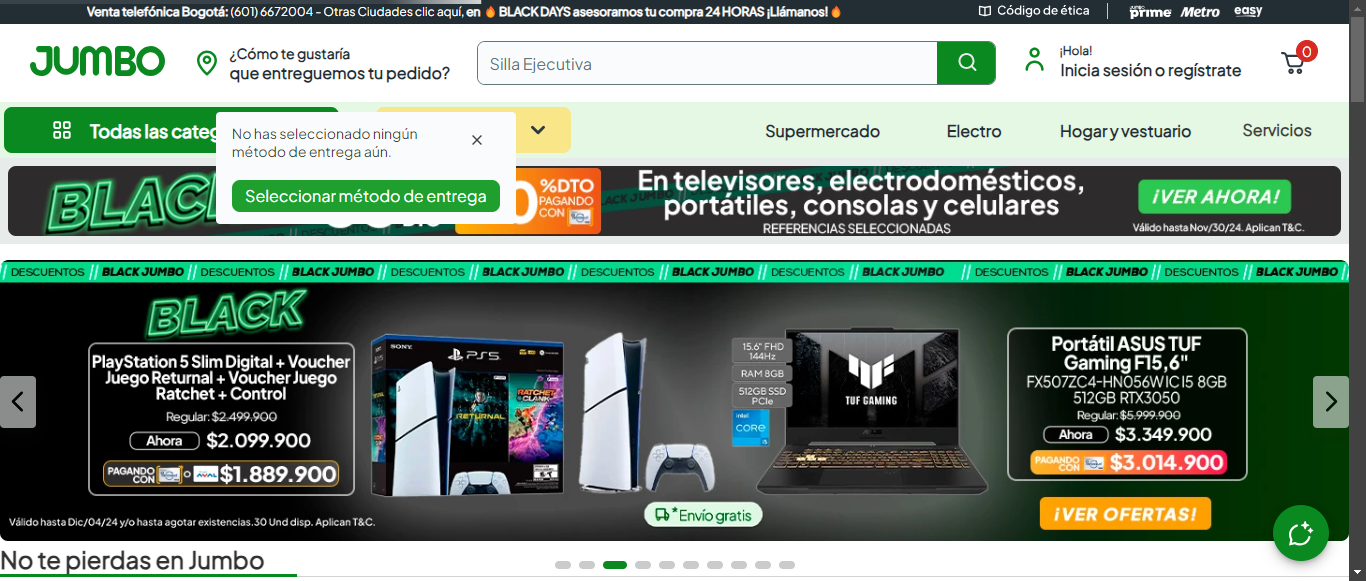 Venta telefónica Bogotá: (601) 6672004 - Otras Ciudades clic aquí, en 🔥 BLACK DAYS asesoramos tu compra 24 HORAS ¡Llámanos! 🔥
Código de ética
prime Metro easy
JUMBO
¿Cómo te gustaría
que entreguemos tu pedido?
Silla Ejecutiva
¡Hola!
Inicia sesión o regístrate
0
Todas las categ
No has seleccionado ningún
método de entrega aún.
Seleccionar método de entrega
Supermercado
Electro
Hogar y vestuario
Servicios
BLACK
%DTO
PAGANDO
CON
En televisores, electrodomésticos,
portátiles, consolas y celulares
REFERENCIAS SELECCIONADAS
¡VER AHORA!
Válido hasta Nov/30/24. Aplican T&C.
DESCUENTOS // BLACK JUMBO // DESCUENTOS // BLACK JUMBO // DESCUENTOS // BLACK JUMBO // DESCUENTOS // BLACK JUMBO // DESCUENTOS // BLACK JUMBO // DESCUENTOS // BLACK JUMBO // DESCUENTOS // BLACK JUMBO
BLACK
PlayStation 5 Slim Digital + Voucher
Juego Returnal + Voucher Juego
Ratchet + Control
Regular: $2.499.900
Ahora $2.099.900
PAGANDO
CON
o AVAL $1.889.900
Válido hasta Dic/04/24 y/o hasta agotar existencias.30 Und disp. Aplican T&C.
SONY
PS5
RETURNAL
RATCHET
CLANK
*Envío gratis
15.6" FHD
144Hz
RAM 8GB
512GB SSD
PCIe
intel
CORE
i5
TUF GAMING
Portátil ASUS TUF
Gaming F15,6"
FX507ZC4-HN056W IC I5 8GB
512GB RTX3050
Regular: $5.999.900
Ahora $3.349.900
PAGANDO
CON
$3.014.900
¡VER OFERTAS!
No te pierdas en Jumbo